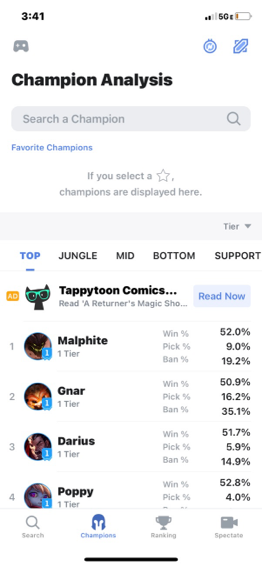 3:41
5GE
Champion Analysis
Search a Champion
Favorite Champions
If you select a ☆,
champions are displayed here.
Tier
TOP JUNGLE MID BOTTOM SUPPORT
AD Tappytoon Comics...
Read 'A Returner's Magic Sho...
Read Now
1 Malphite
1 Tier
Win % 52.0%
Pick % 9.0%
Ban % 19.2%
2 Gnar
1 Tier
Win % 50.9%
Pick % 16.2%
Ban % 35.1%
3 Darius
1 Tier
Win % 51.7%
Pick % 5.9%
Ban % 14.9%
4 Poppy
1 Tier
Win % 52.8%
Pick % 4.0%
Search Champions Ranking Spectate